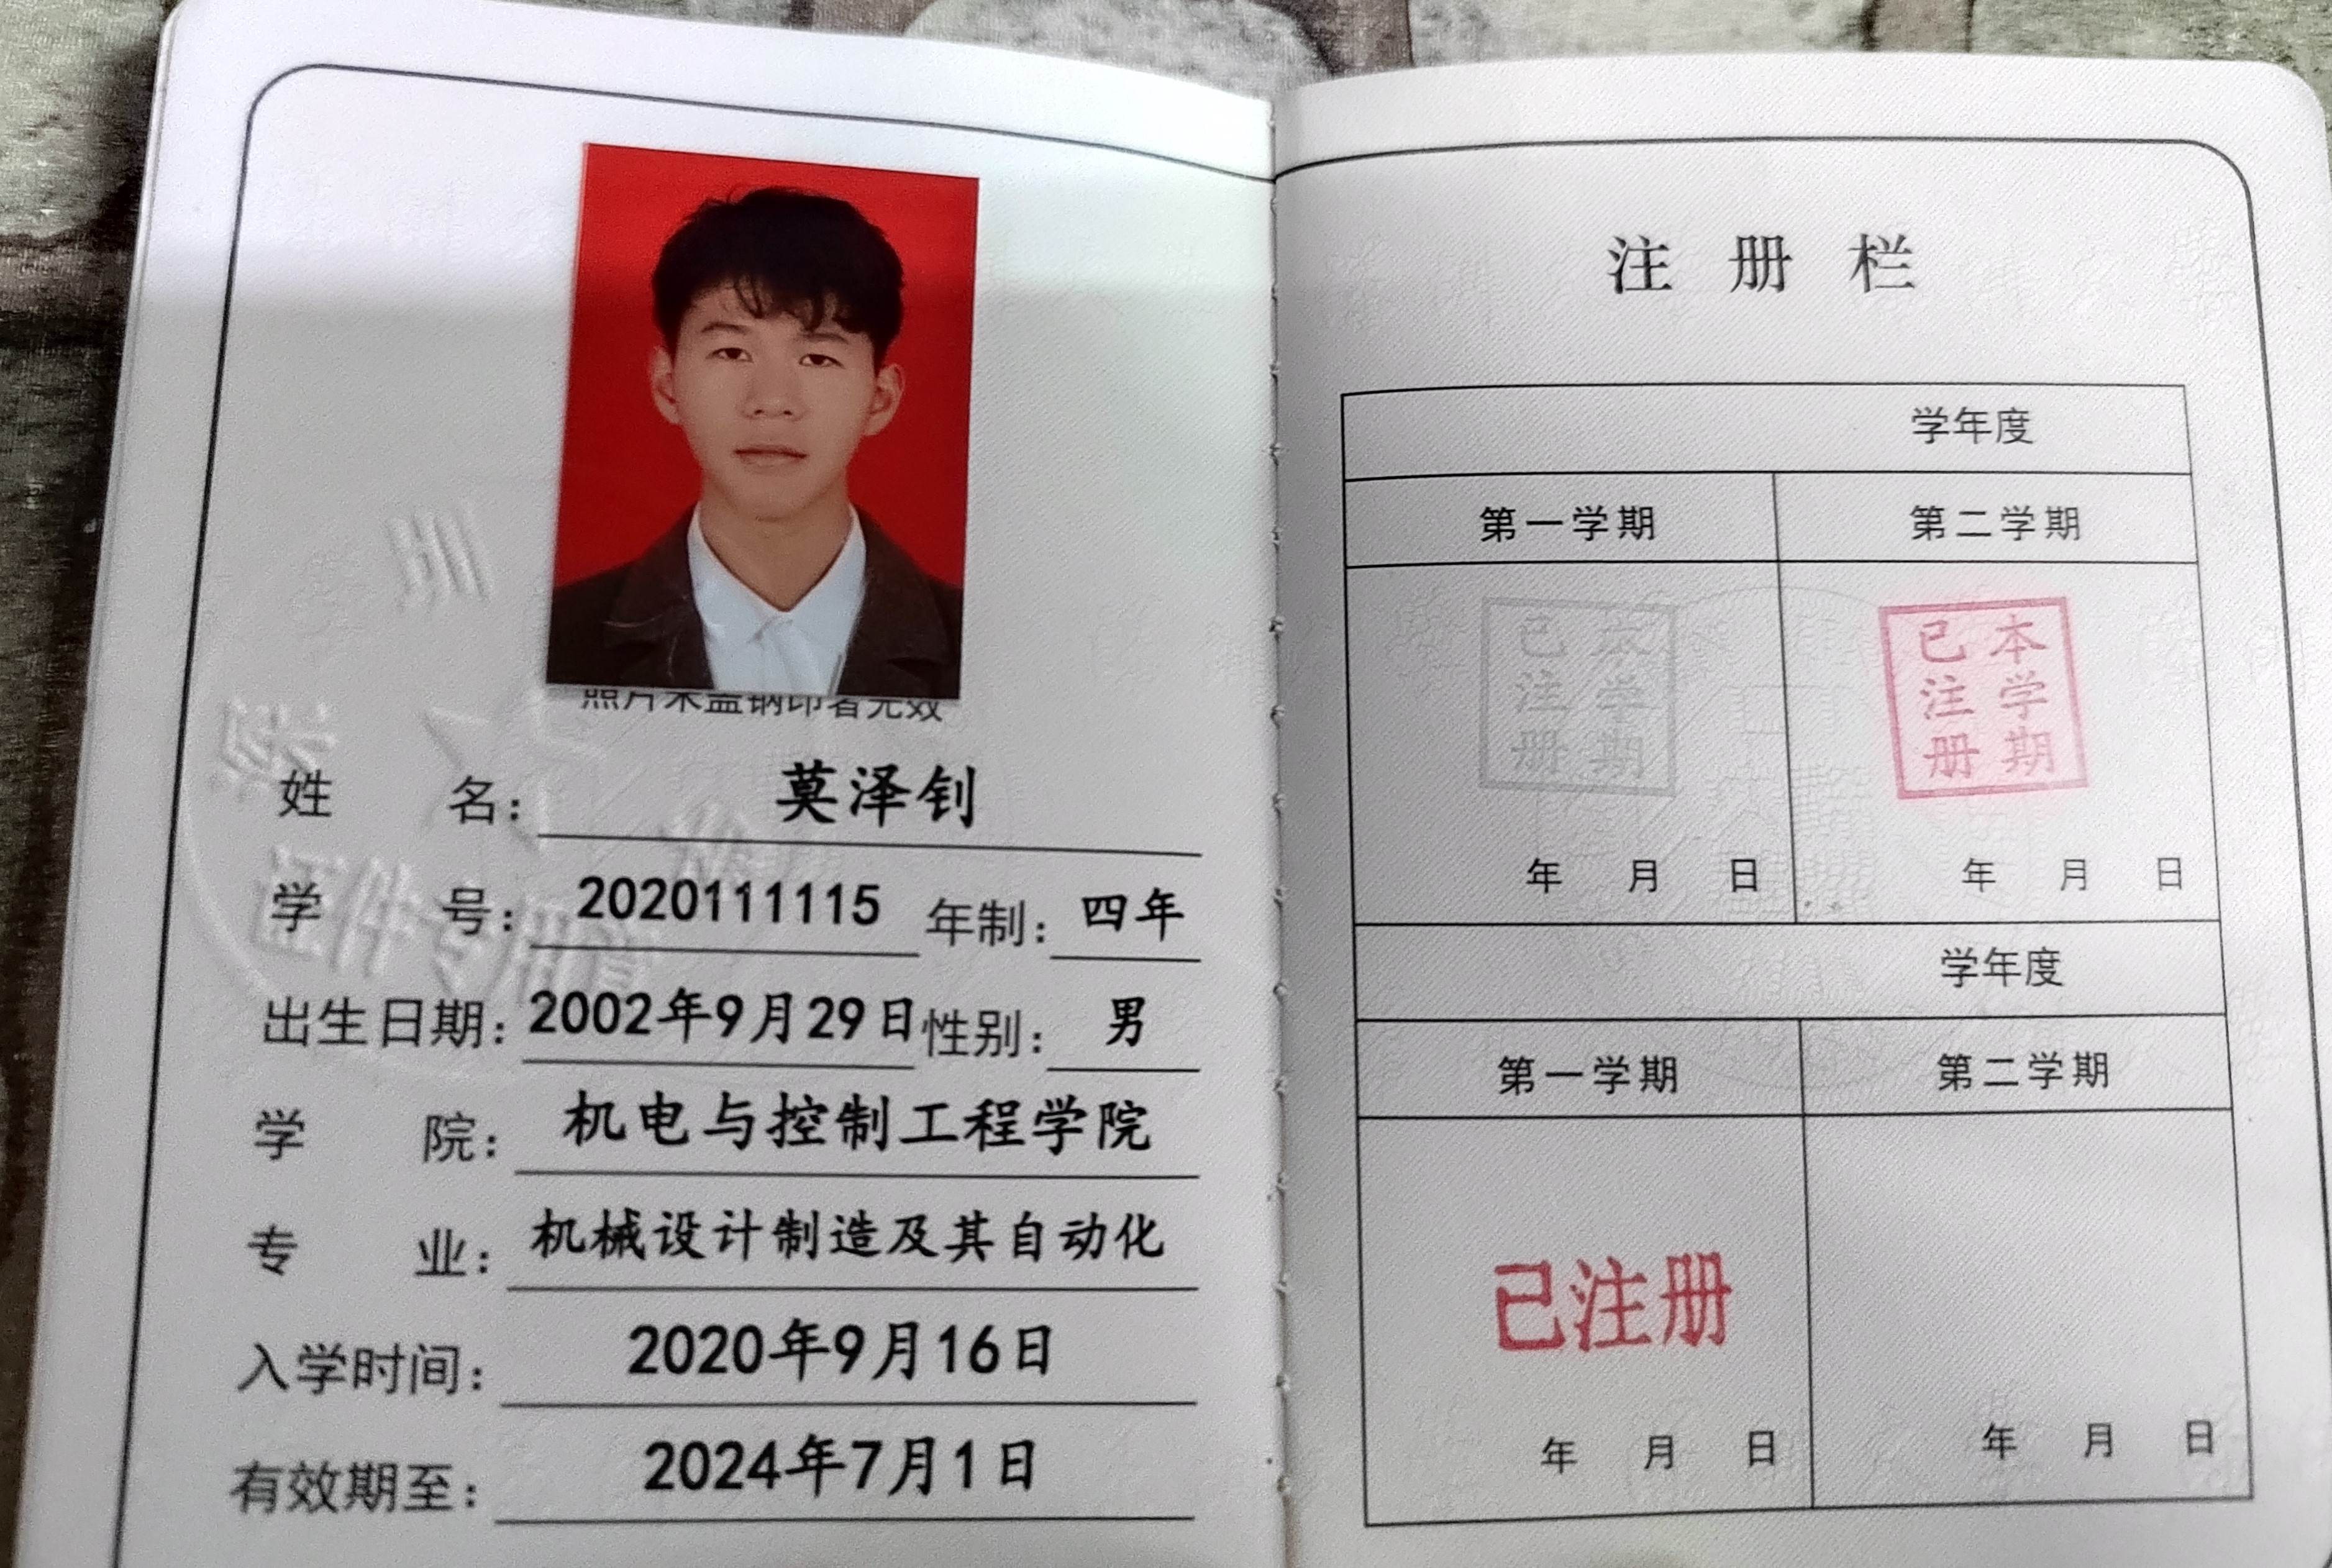 照片未盖钢印者无效
姓名：莫泽钊
学号：2020111115 年制：四年
出生日期：2002年9月29日 性别：男
学院：机电与控制工程学院
专业：机械设计制造及其自动化
入学时间：2020年9月16日
有效期至：2024年7月1日
注册栏
学年度
第一学期 第二学期
本学期已注册 本学期已注册
年 月 日 年 月 日
学年度
第一学期 第二学期
已注册
年 月 日 年 月 日